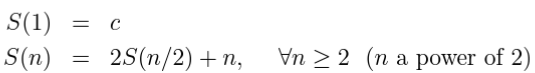 S(1) = c
S(n) = 2S(n/2) + n, ∀n ≥ 2 (n a power of 2)